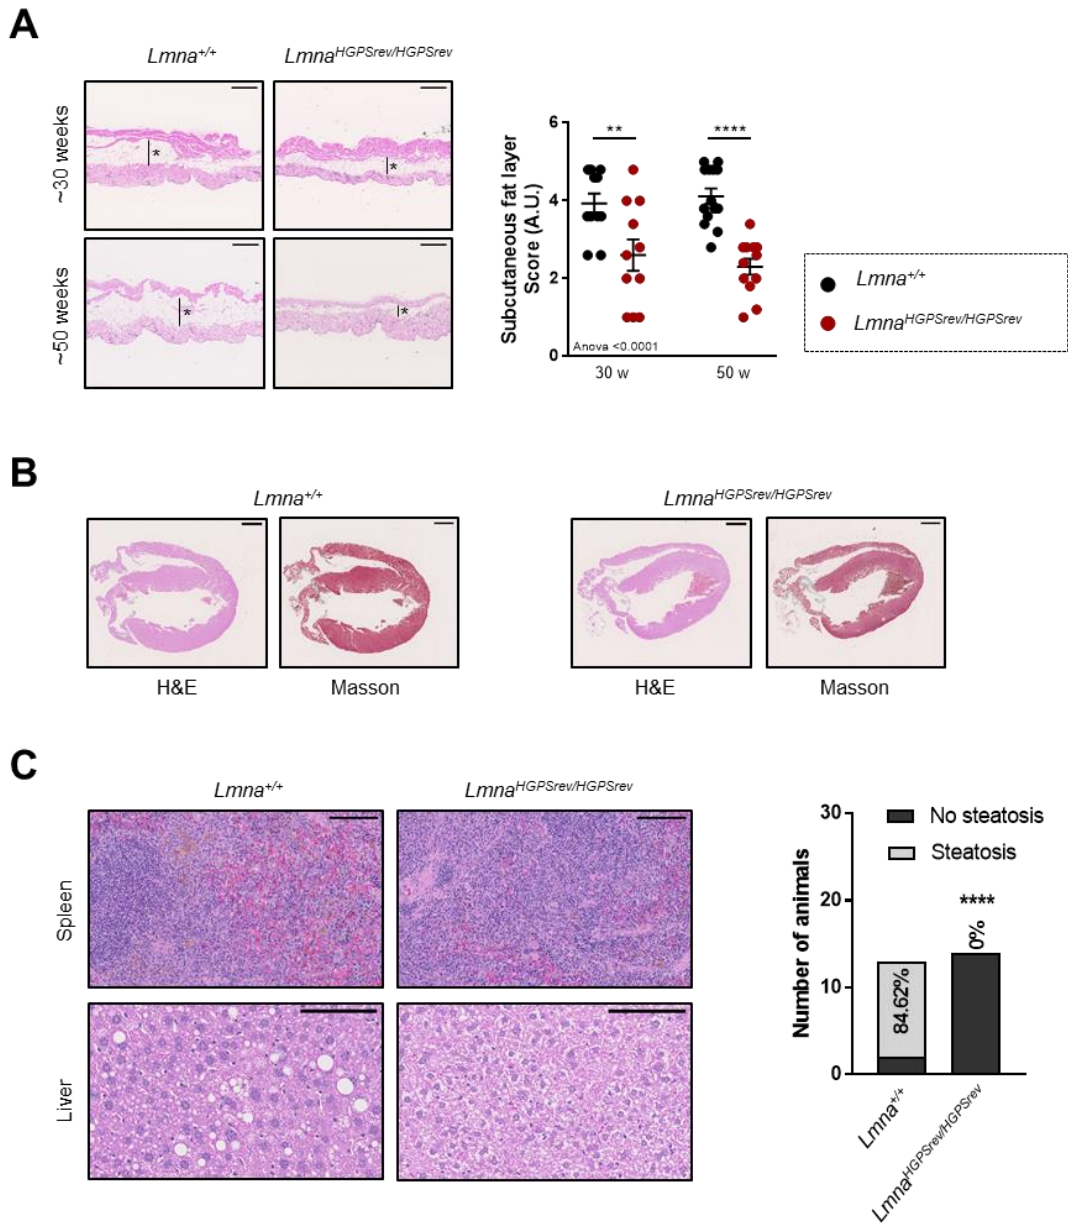 A
Lmna+/+
LmnaHGPSrev/HGPSrev
~30 weeks
*
*
~50 weeks
*
*
Subcutaneous fat layer
Score (A.U.)
6
4
2
0
**
****
Anova <0.0001
30 w
50 w
Lmna+/+
LmnaHGPSrev/HGPSrev
B
Lmna+/+
LmnaHGPSrev/HGPSrev
H&E
Masson
H&E
Masson
C
Lmna+/+
LmnaHGPSrev/HGPSrev
Spleen
Liver
Number of animals
30
20
10
0
No steatosis
Steatosis
****
84.62%
0%
Lmna+/+
LmnaHGPSrev/HGPSrev